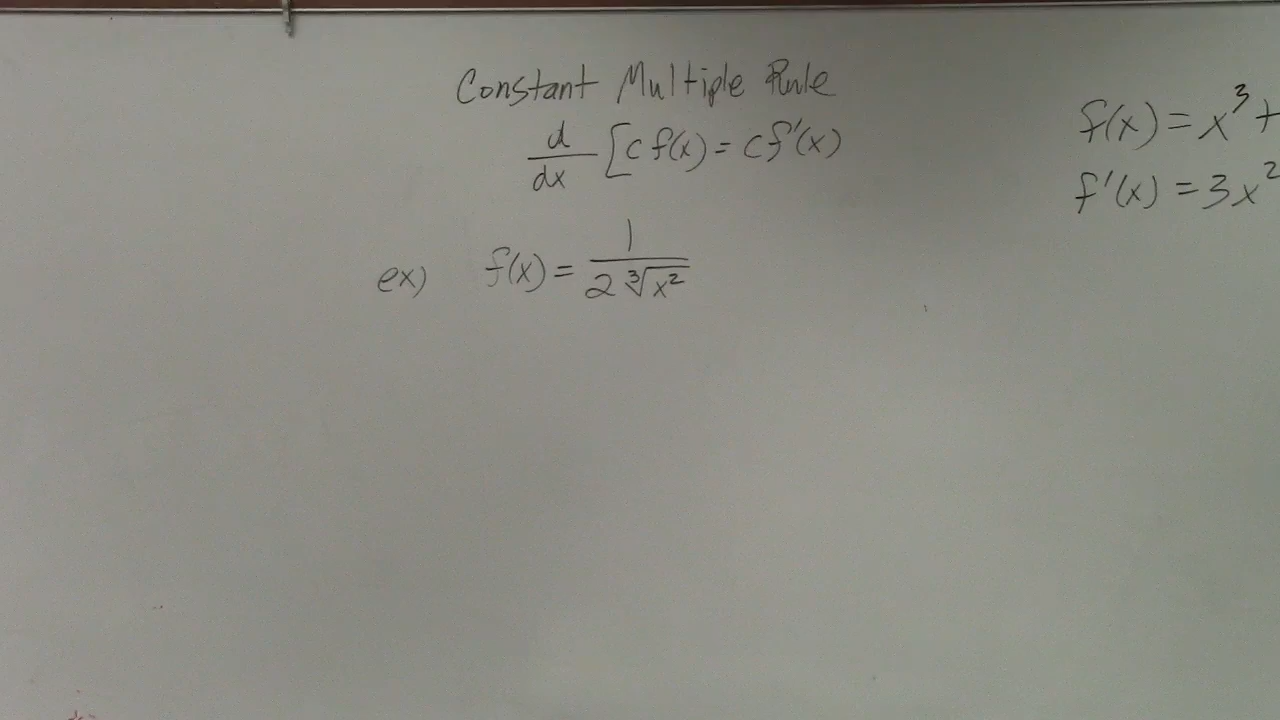 Constant Multiple Rule
d/dx [c f(x) = c f'(x)
ex) f(x) = 1/(2 ∛x²)
f(x) = x³ +
f'(x) = 3x²